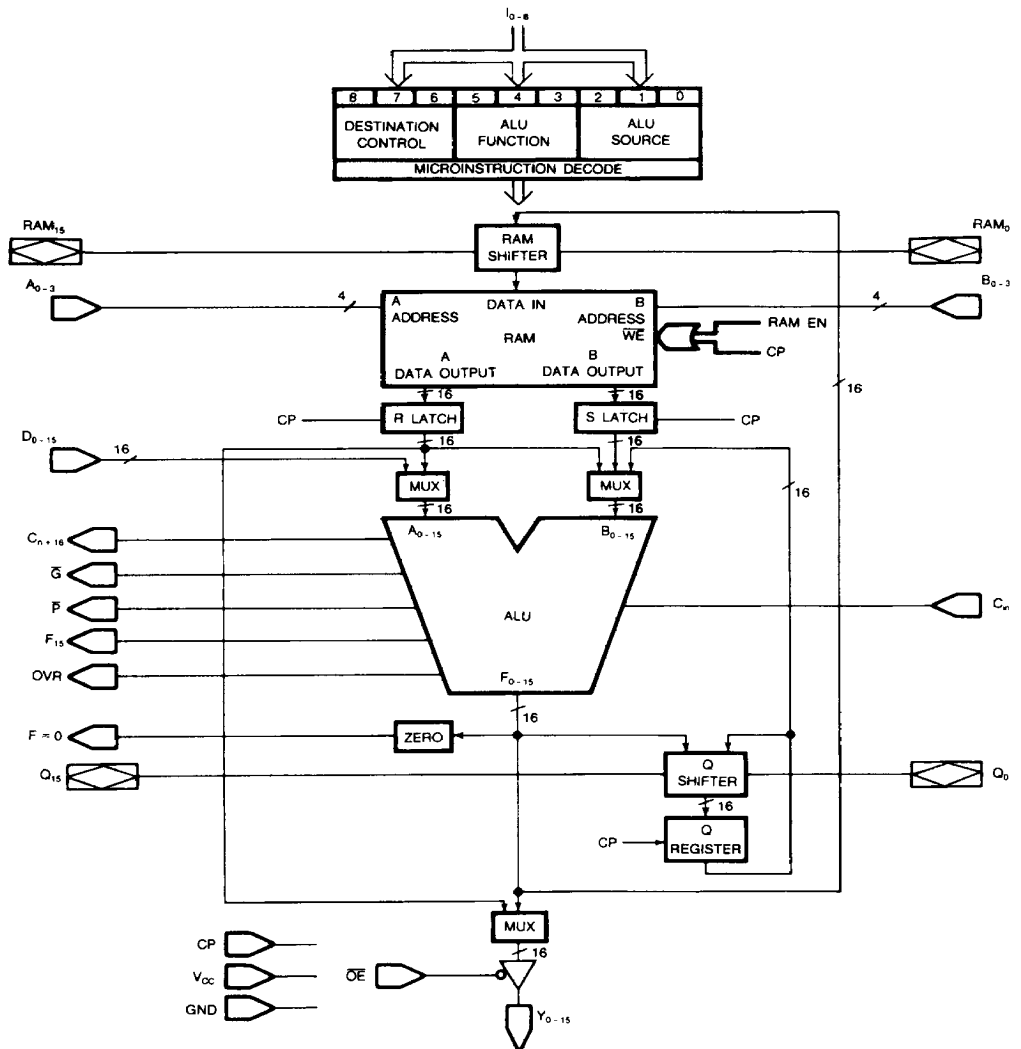 I0-8
8 7 6 5 4 3 2 1 0
DESTINATION CONTROL
ALU FUNCTION
ALU SOURCE
MICROINSTRUCTION DECODE
RAM15
RAM SHIFTER
RAM0
A0-3
4
A ADDRESS
DATA IN
B ADDRESS
4
B0-3
RAM
WE
RAM EN
CP
A DATA OUTPUT
B DATA OUTPUT
16
16
16
CP
R LATCH
S LATCH
CP
16
16
D0-15
16
MUX
MUX
16
16
16
A0-15
B0-15
Cn+16
G
P
ALU
Cin
F15
OVR
F0-15
16
F = 0
ZERO
Q15
Q SHIFTER
Q0
16
CP
Q REGISTER
MUX
CP
16
VCC
OE
GND
Y0-15